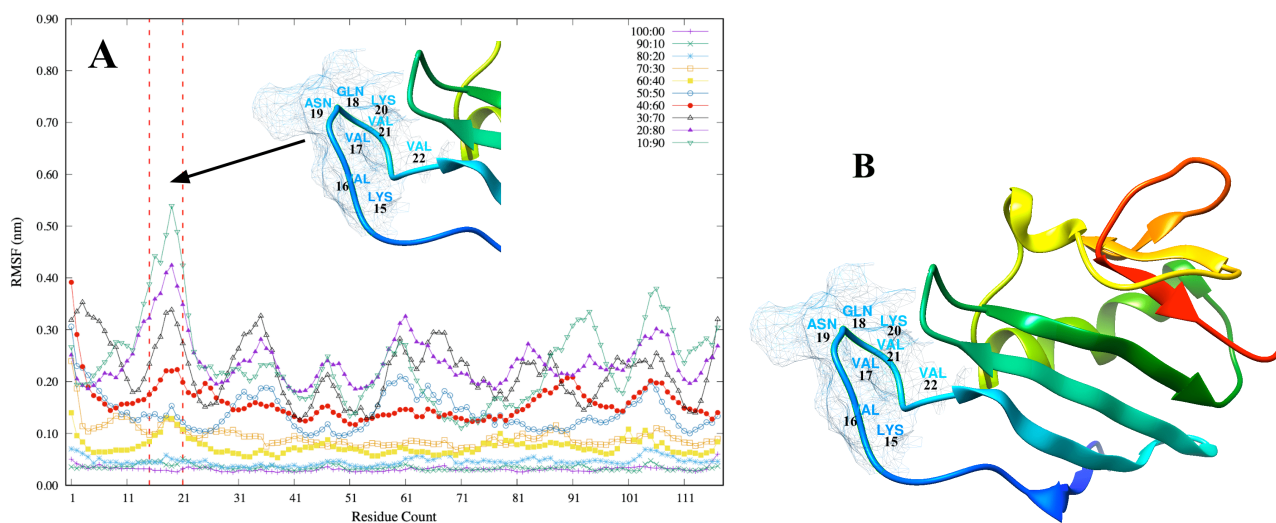 A
RMSF (nm)
0.90
0.80
0.70
0.60
0.50
0.40
0.30
0.20
0.10
0.00
1 11 21 31 41 51 61 71 81 91 101 111
Residue Count
100:00
90:10
80:20
70:30
60:40
50:50
40:60
30:70
20:80
10:90
GLN
18
ASN
19
LYS
20
VAL
21
VAL
17
VAL
22
16 AL
LYS
15
B
GLN
18
ASN
19
LYS
20
VAL
21
VAL
17
VAL
22
16 AL
LYS
15